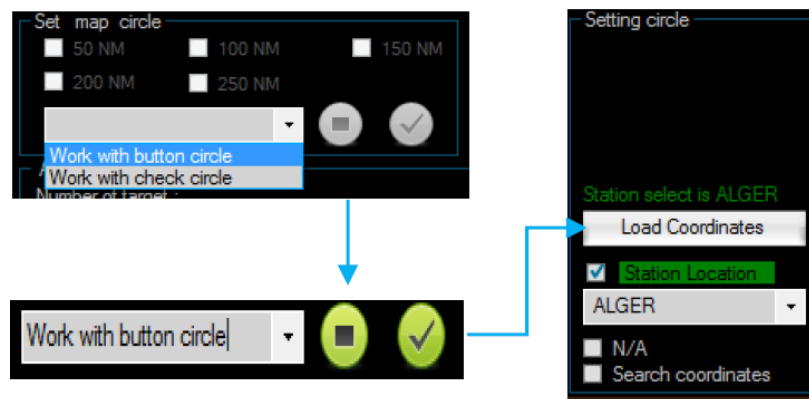 Set map circle
50 NM 100 NM 150 NM
200 NM 250 NM
Work with button circle
Work with check circle
Number of target :
Work with button circle
Setting circle
Station select is ALGER
Load Coordinates
Station Location
ALGER
N/A
Search coordinates